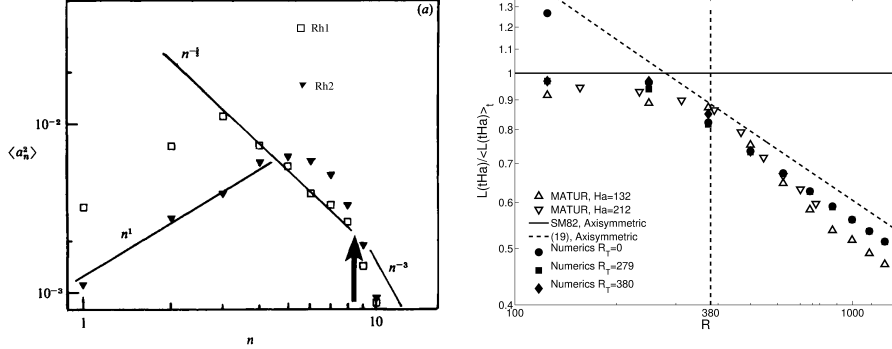 (a)
Rh1
Rh2
n^{-5/3}
n^1
n^{-3}
10^{-2}
10^{-3}
⟨a_n^2⟩
1
10
n
1.3
1.2
1.1
1
0.9
0.8
0.7
0.6
0.5
0.4
L(tHa)/<L(tHa)>_t
MATUR, Ha=132
MATUR, Ha=212
SM82, Axisymmetric
(19), Axisymmetric
Numerics R_T=0
Numerics R_T=279
Numerics R_T=380
100
380
1000
R